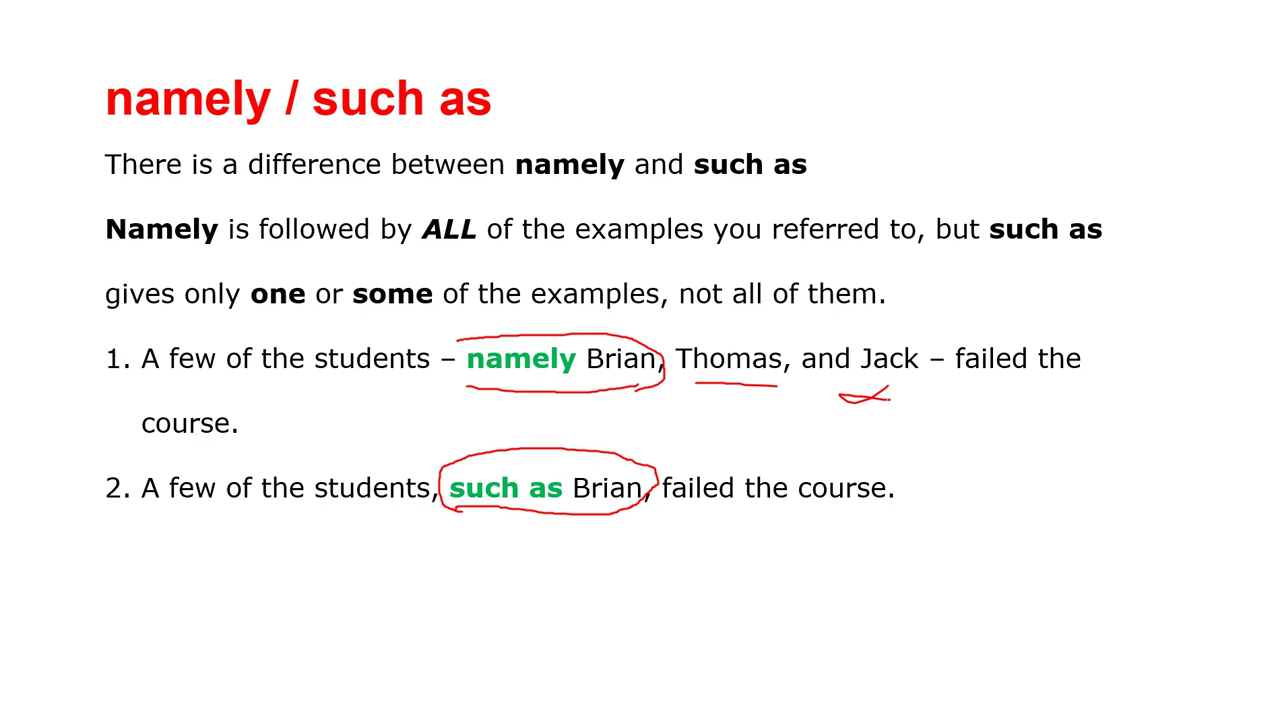 namely / such as
There is a difference between namely and such as
Namely is followed by ALL of the examples you referred to, but such as
gives only one or some of the examples, not all of them.
1. A few of the students – namely Brian, Thomas, and Jack – failed the
course.
2. A few of the students, such as Brian, failed the course.